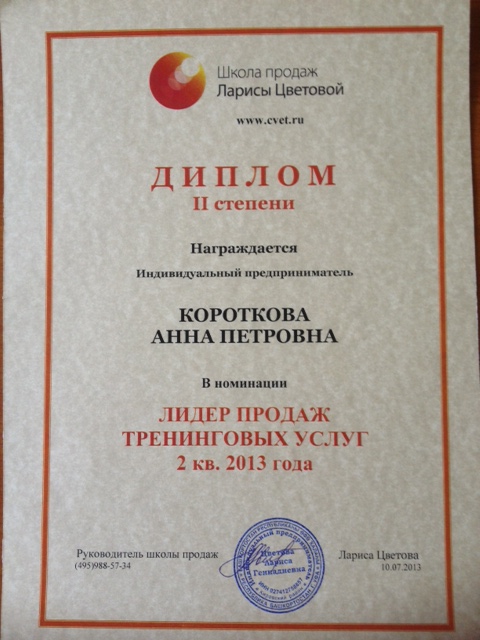 Школа продаж
Ларисы Цветовой
www.cvet.ru
ДИПЛОМ
II степени
Награждается
Индивидуальный предприниматель
КОРОТКОВА
АННА ПЕТРОВНА
В номинации
ЛИДЕР ПРОДАЖ
ТРЕНИНГОВЫХ УСЛУГ
2 кв. 2013 года
Руководитель школы продаж
(495)988-57-34
Цветова
Лариса
Геннадиевна
Лариса Цветова
10.07.2013